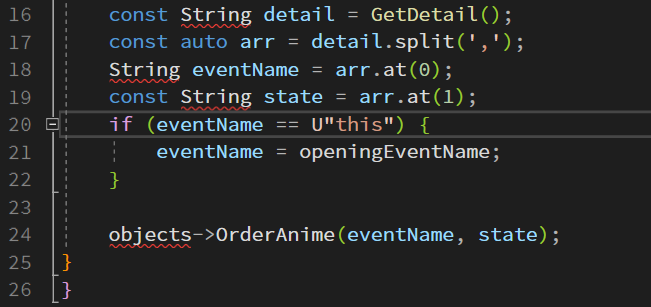 16 const String detail = GetDetail();
17 const auto arr = detail.split(',');
18 String eventName = arr.at(0);
19 const String state = arr.at(1);
20 if (eventName == U"this") {
21 eventName = openingEventName;
22 }
23
24 objects->OrderAnime(eventName, state);
25 }
26 }